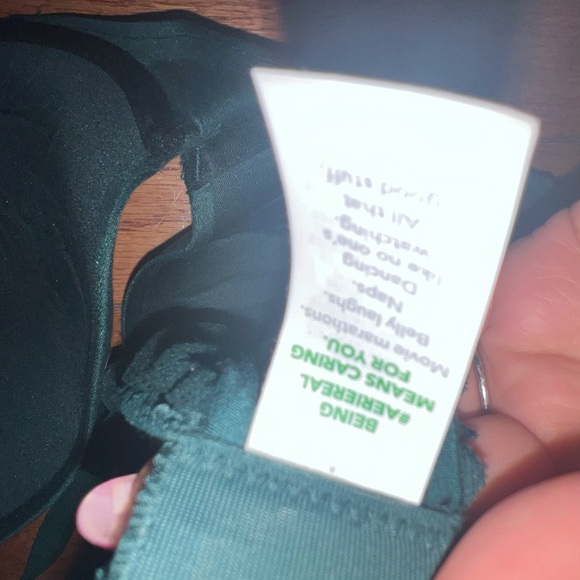 BEING
#AERIEREAL
MEANS CARING
FOR YOU.
Movie marathons.
Belly laughs.
Naps.
Dancing
like no one's
watching.
All that
good stuff.